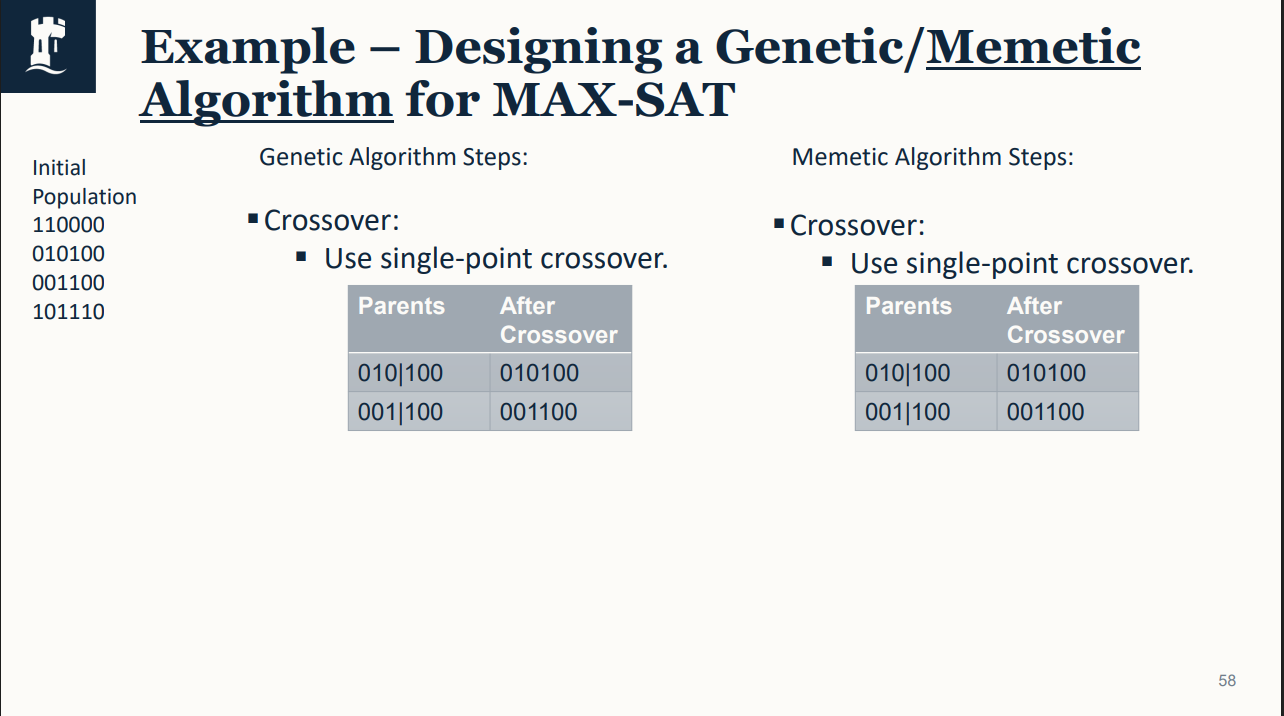 Example – Designing a Genetic/Memetic
Algorithm for MAX-SAT
Initial
Population
110000
010100
001100
101110
Genetic Algorithm Steps:
▪ Crossover:
▪ Use single-point crossover.
Parents After
Crossover
010|100 010100
001|100 001100
Memetic Algorithm Steps:
▪ Crossover:
▪ Use single-point crossover.
Parents After
Crossover
010|100 010100
001|100 001100
58